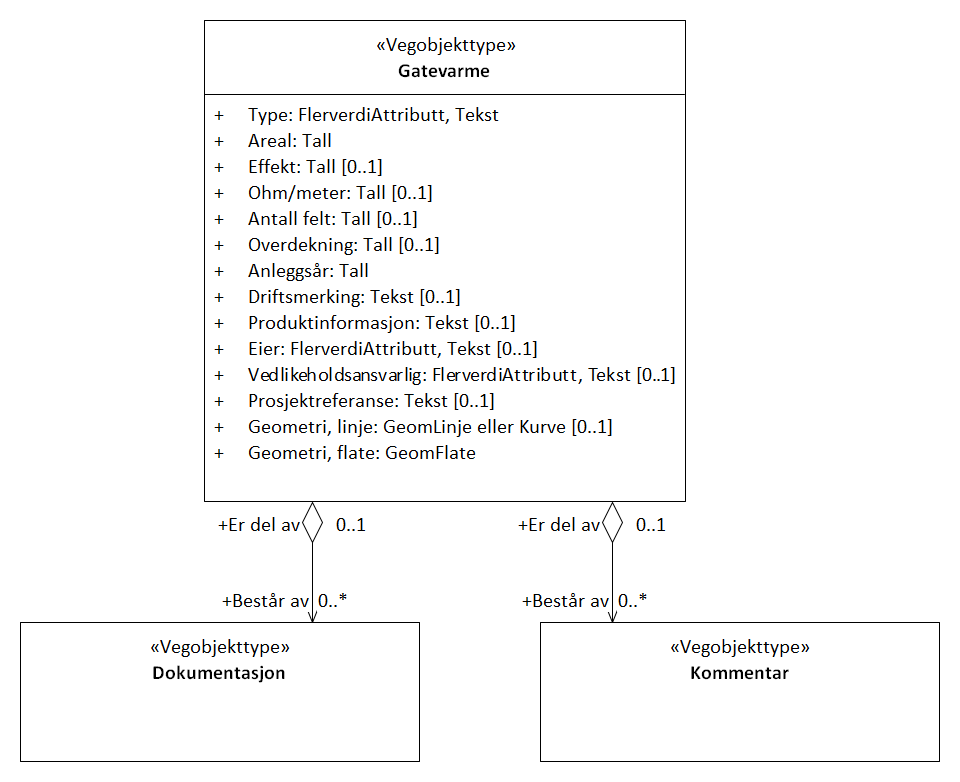 «Vegobjekttype»
Gatevarme
+ Type: FlerverdiAttributt, Tekst
+ Areal: Tall
+ Effekt: Tall [0..1]
+ Ohm/meter: Tall [0..1]
+ Antall felt: Tall [0..1]
+ Overdekning: Tall [0..1]
+ Anleggsår: Tall
+ Driftsmerking: Tekst [0..1]
+ Produktinformasjon: Tekst [0..1]
+ Eier: FlerverdiAttributt, Tekst [0..1]
+ Vedlikeholdsansvarlig: FlerverdiAttributt, Tekst [0..1]
+ Prosjektreferanse: Tekst [0..1]
+ Geometri, linje: GeomLinje eller Kurve [0..1]
+ Geometri, flate: GeomFlate
+Er del av 0..1
+Er del av 0..1
+Består av 0..*
+Består av 0..*
«Vegobjekttype»
Dokumentasjon
«Vegobjekttype»
Kommentar